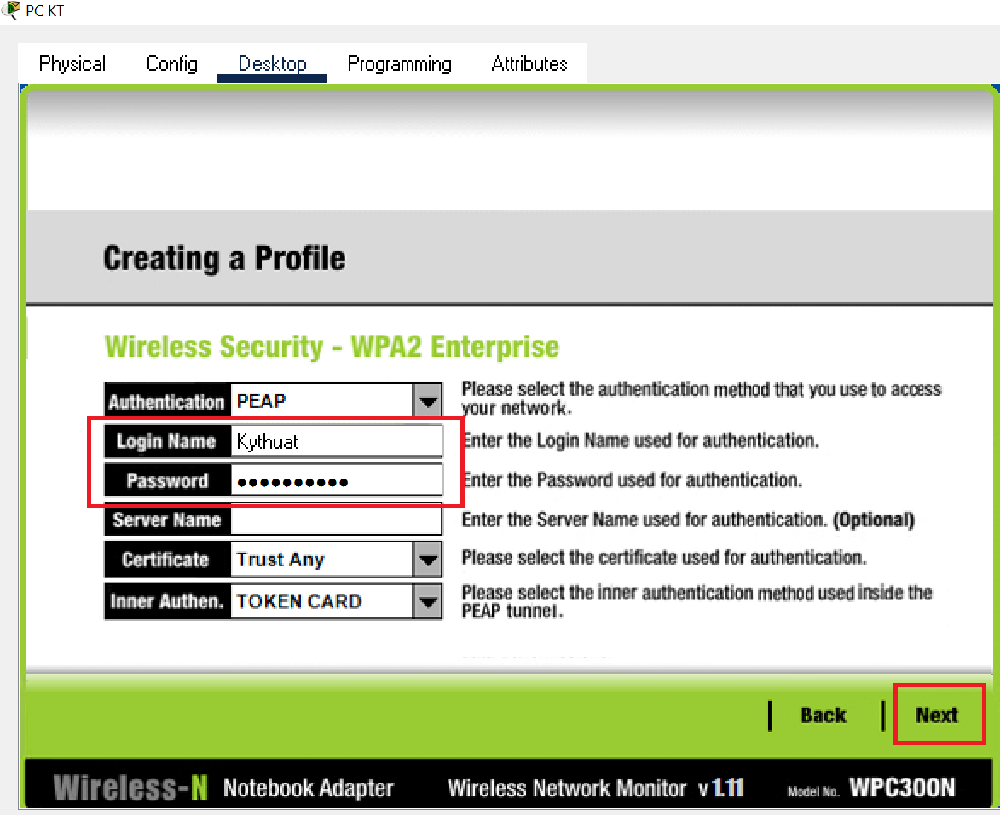 PC KT
Physical Config Desktop Programming Attributes
Creating a Profile
Wireless Security - WPA2 Enterprise
Authentication PEAP Please select the authentication method that you use to access
your network.
Login Name Kythuat Enter the Login Name used for authentication.
Password •••••••••• Enter the Password used for authentication.
Server Name Enter the Server Name used for authentication. (Optional)
Certificate Trust Any Please select the certificate used for authentication.
Inner Authen. TOKEN CARD Please select the inner authentication method used inside the
PEAP tunnel.
Back Next
Wireless-N Notebook Adapter Wireless Network Monitor v1.11 Model No. WPC300N